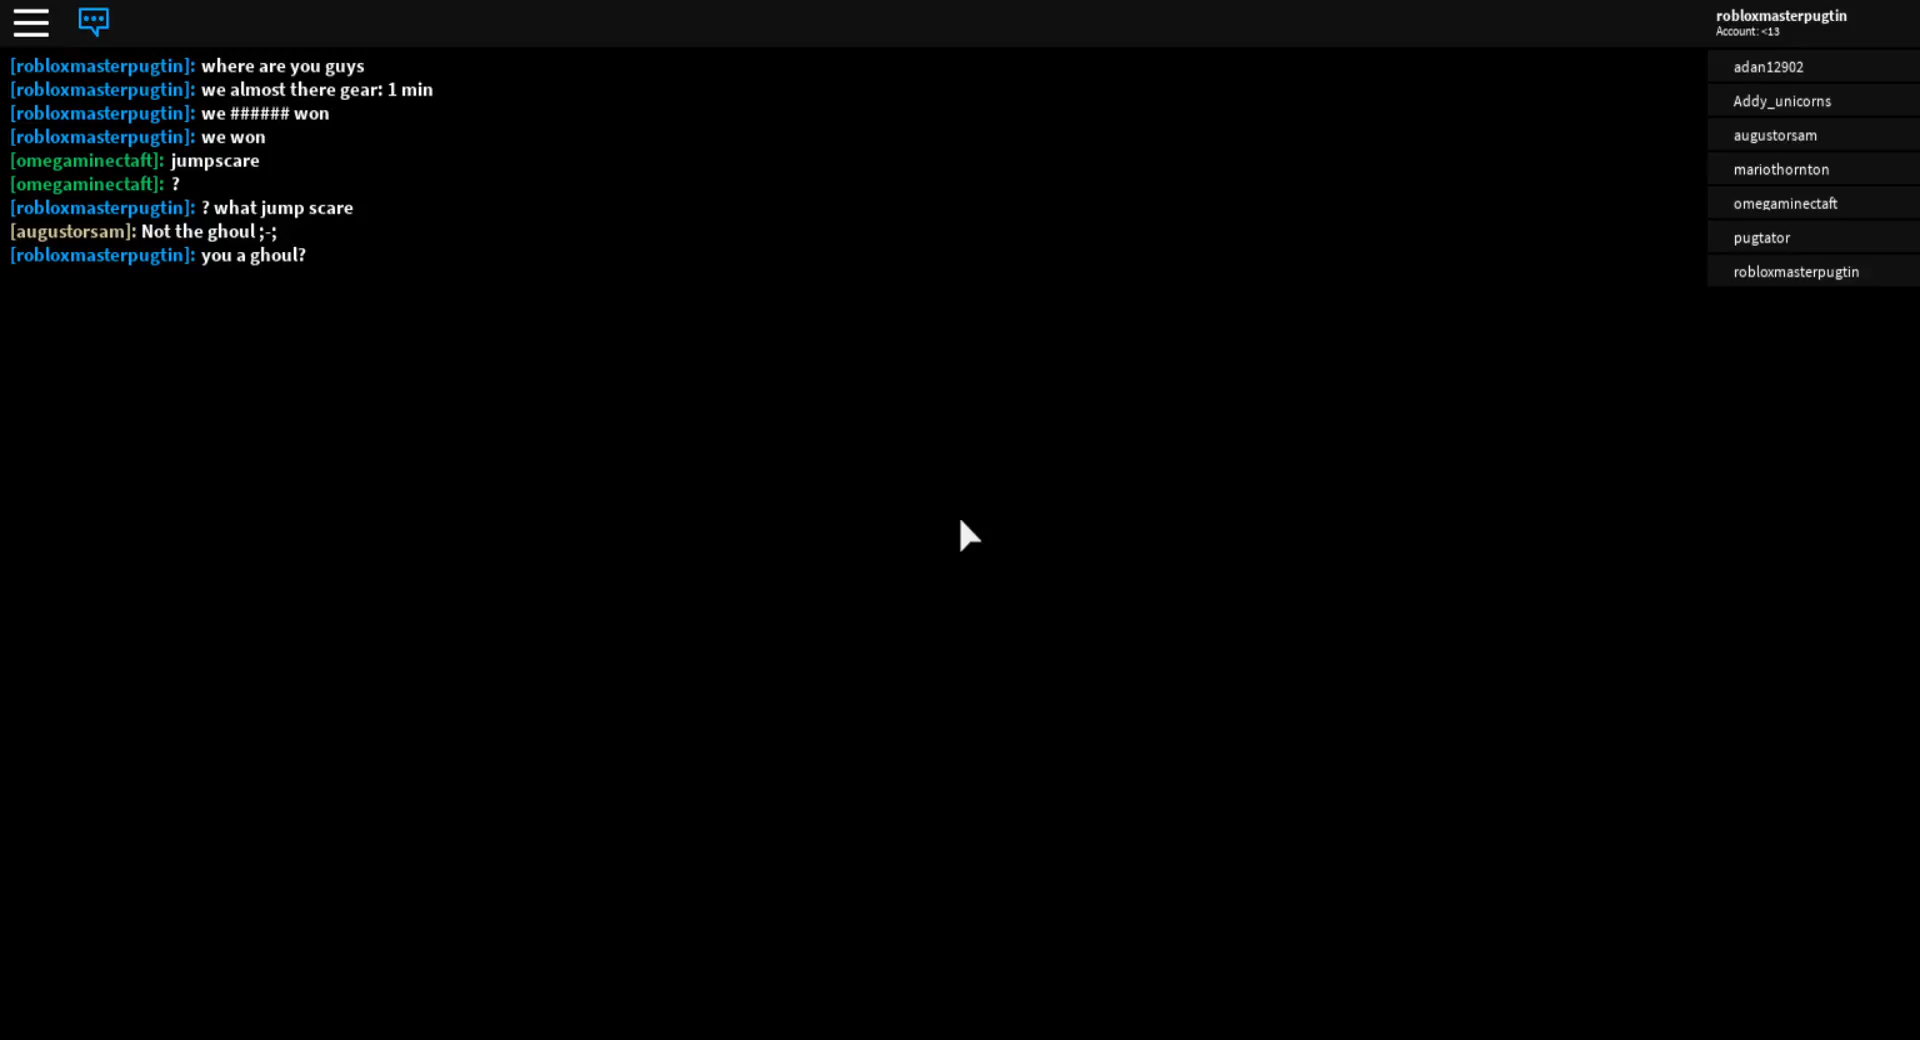 robloxmasterpugtin
Account: <13
[robloxmasterpugtin]: where are you guys
[robloxmasterpugtin]: we almost there gear: 1 min
[robloxmasterpugtin]: we ###### won
[robloxmasterpugtin]: we won
[omegaminectaft]: jumpscare
[omegaminectaft]: ?
[robloxmasterpugtin]: ? what jump scare
[augustorsam]: Not the ghoul ;-;
[robloxmasterpugtin]: you a ghoul?
adan12902
Addy_unicorns
augustorsam
mariothornton
omegaminectaft
pugtator
robloxmasterpugtin